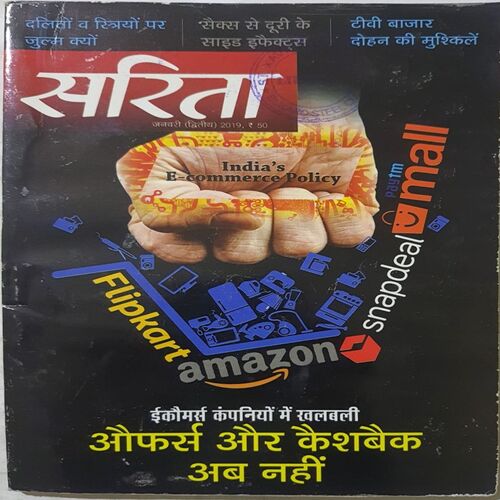 दलितों व स्त्रियों पर
जुल्म क्यों
सैक्स से दूरी के
साइड इफैक्ट्स
टीवी बाजार
दोहन की मुश्किलें
सरिता
जनवरी (द्वितीय) 2019, ₹ 50
India's
E-commerce Policy
Flipkart
amazon
snapdeal
paytm
mall
ईकौमर्स कंपनियों में खलबली
औफर्स और कैशबैक
अब नहीं